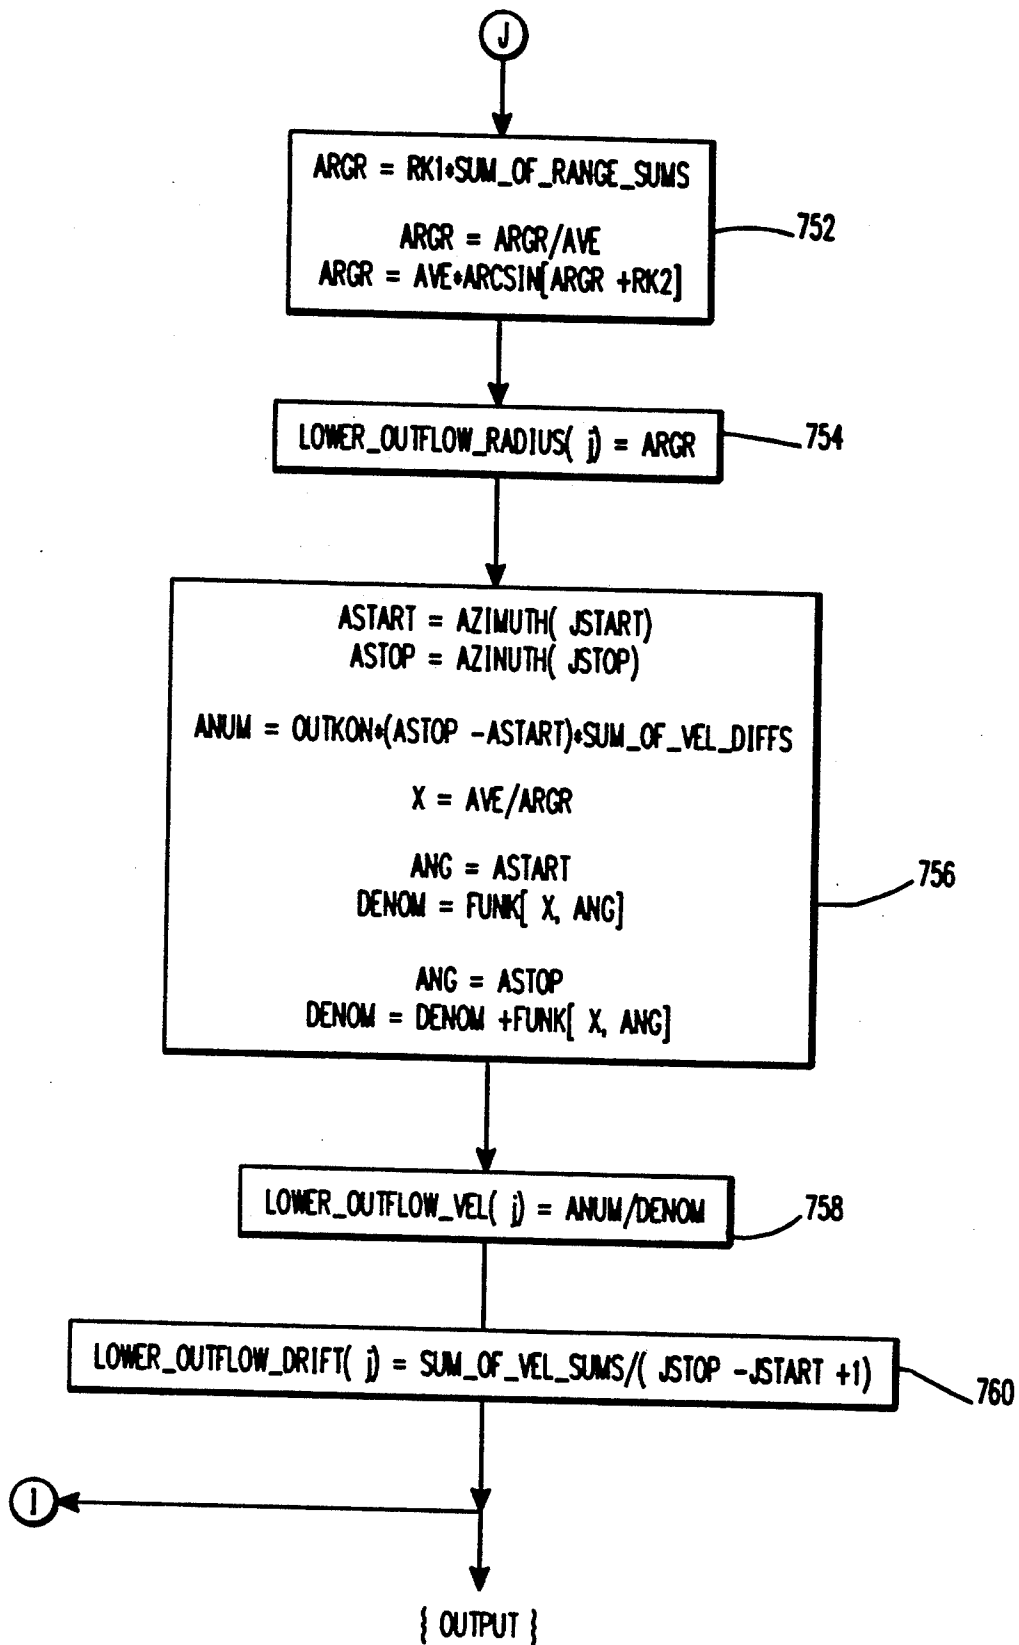 J
ARGR = RK1*SUM_OF_RANGE_SUMS
ARGR = ARGR/AVE
ARGR = AVE*ARCSIN[ARGR +RK2]
752
LOWER_OUTFLOW_RADIUS( j) = ARGR
754
ASTART = AZIMUTH( JSTART)
ASTOP = AZINUTH( JSTOP)
ANUM = OUTKON*(ASTOP -ASTART)*SUM_OF_VEL_DIFFS
X = AVE/ARGR
ANG = ASTART
DENOM = FUNK[ X, ANG]
ANG = ASTOP
DENOM = DENOM +FUNK[ X, ANG]
756
LOWER_OUTFLOW_VEL( j) = ANUM/DENOM
758
LOWER_OUTFLOW_DRIFT( j) = SUM_OF_VEL_SUMS/( JSTOP -JSTART +1)
760
I
{ OUTPUT }